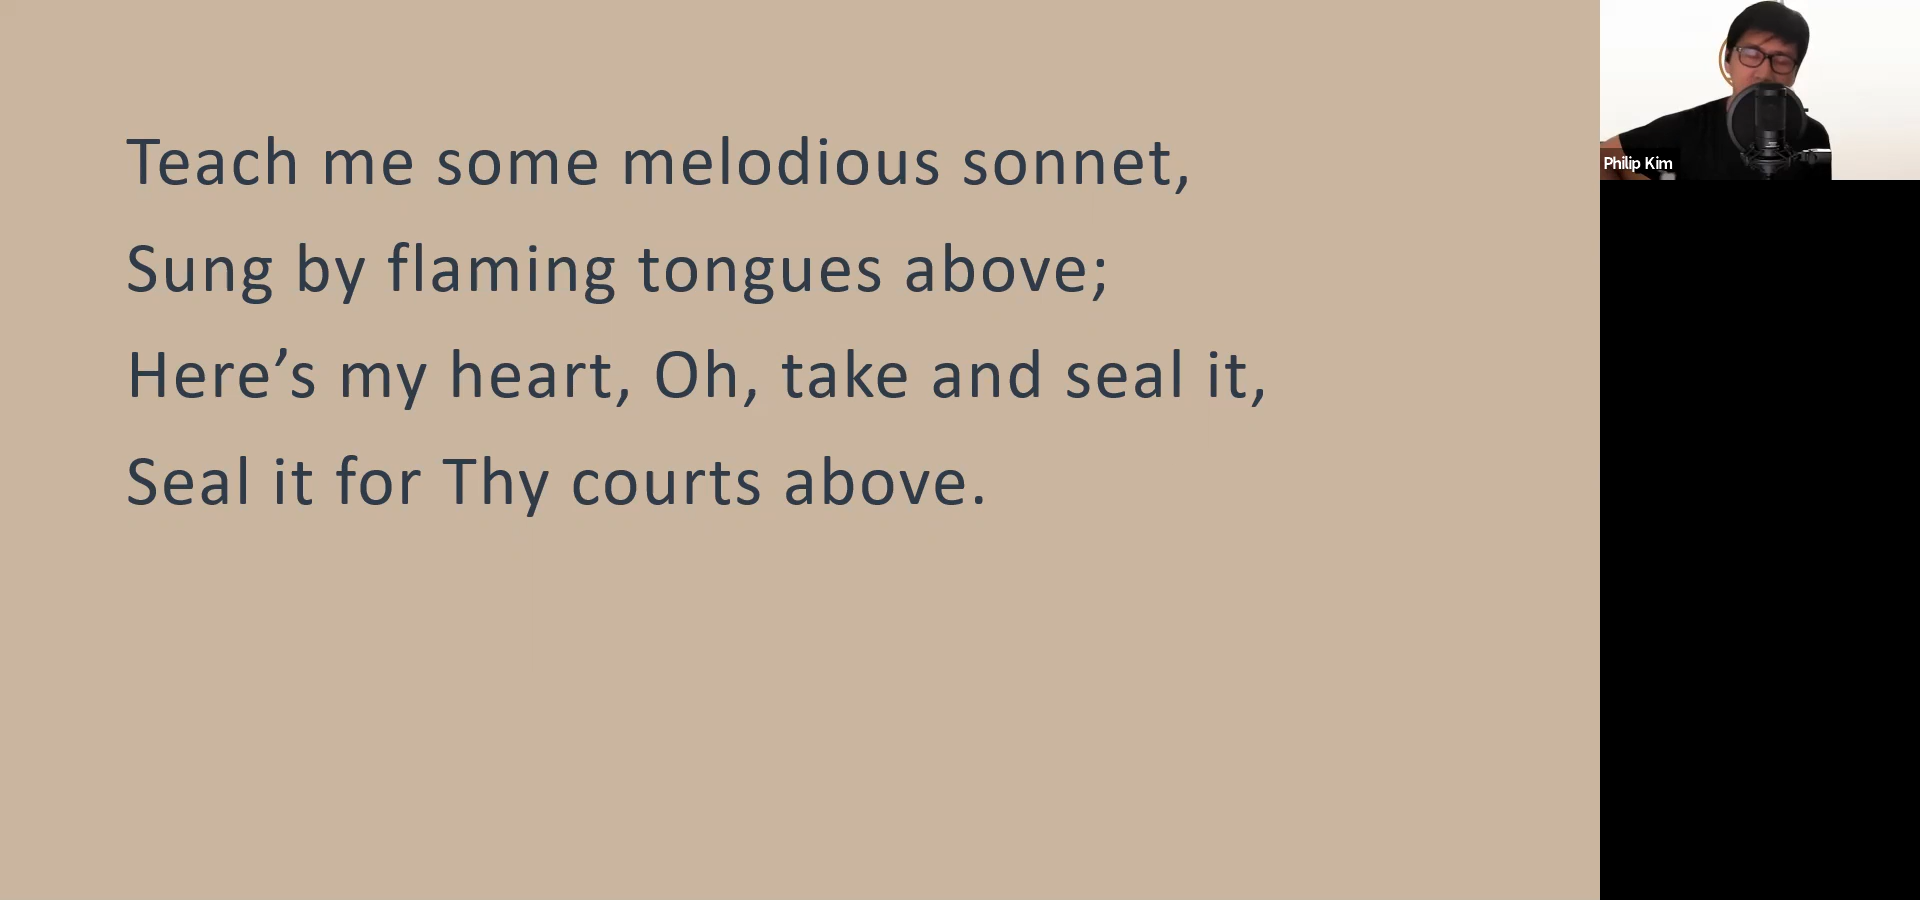 Teach me some melodious sonnet,
Sung by flaming tongues above;
Here’s my heart, Oh, take and seal it,
Seal it for Thy courts above.
Philip Kim